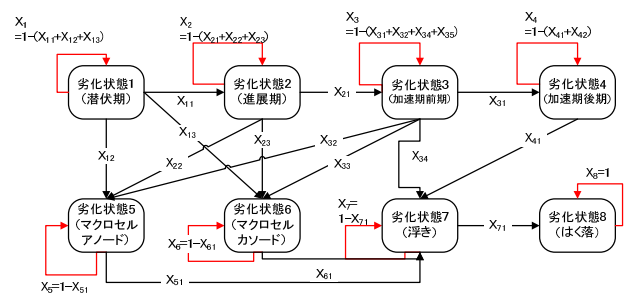 X1
=1-(X11+X12+X13)
X2
=1-(X21+X22+X23)
X3
=1-(X31+X32+X34+X35)
X4
=1-(X41+X42)
劣化状態1
(潜伏期)
劣化状態2
(進展期)
劣化状態3
(加速期前期)
劣化状態4
(加速期後期)
X11
X21
X31
X13
X12
X22
X23
X32
X33
X34
X41
X8=1
劣化状態5
(マクロセル
アノード)
劣化状態6
(マクロセル
カソード)
X7=
1-X71
劣化状態7
(浮き)
劣化状態8
(はく落)
X71
X6=1-X61
X5=1-X51
X51
X61